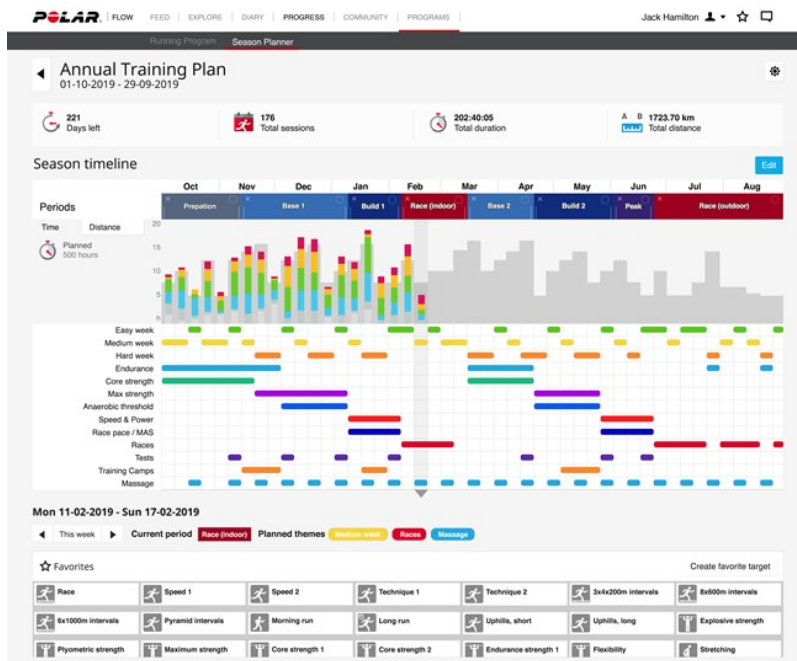 POLAR. FLOW FEED EXPLORE DIARY PROGRESS COMMUNITY PROGRAMS Jack Hamilton
Running Program Season Planner
Annual Training Plan
01-10-2019 - 29-09-2019
221 176 202:40:05 A B 1723.70 km
Days left Total sessions Total duration Total distance
Season timeline Edit
Oct Nov Dec Jan Feb Mar Apr May Jun Jul Aug
Periods Prepation Base 1 Build 1 Race (indoor) Base 2 Build 2 Peak Race (outdoor)
Time Distance 20
Planned 15
500 hours
10
5
h
Easy week
Medium week
Hard week
Endurance
Core strength
Max strength
Anaerobic threshold
Speed & Power
Race pace / MAS
Races
Tests
Training Camps
Massage
Mon 11-02-2019 - Sun 17-02-2019
This week Current period Race (indoor) Planned themes Medium week Races Massage
Favorites Create favorite target
Race Speed 1 Speed 2 Technique 1 Technique 2 3x4x200m intervals 8x600m intervals
6x1000m intervals Pyramid intervals Morning run Long run Uphills, short Uphills, long Explosive strength
Plyometric strength Maximum strength Core strength 1 Core strength 2 Endurance strength 1 Flexibility Stretching